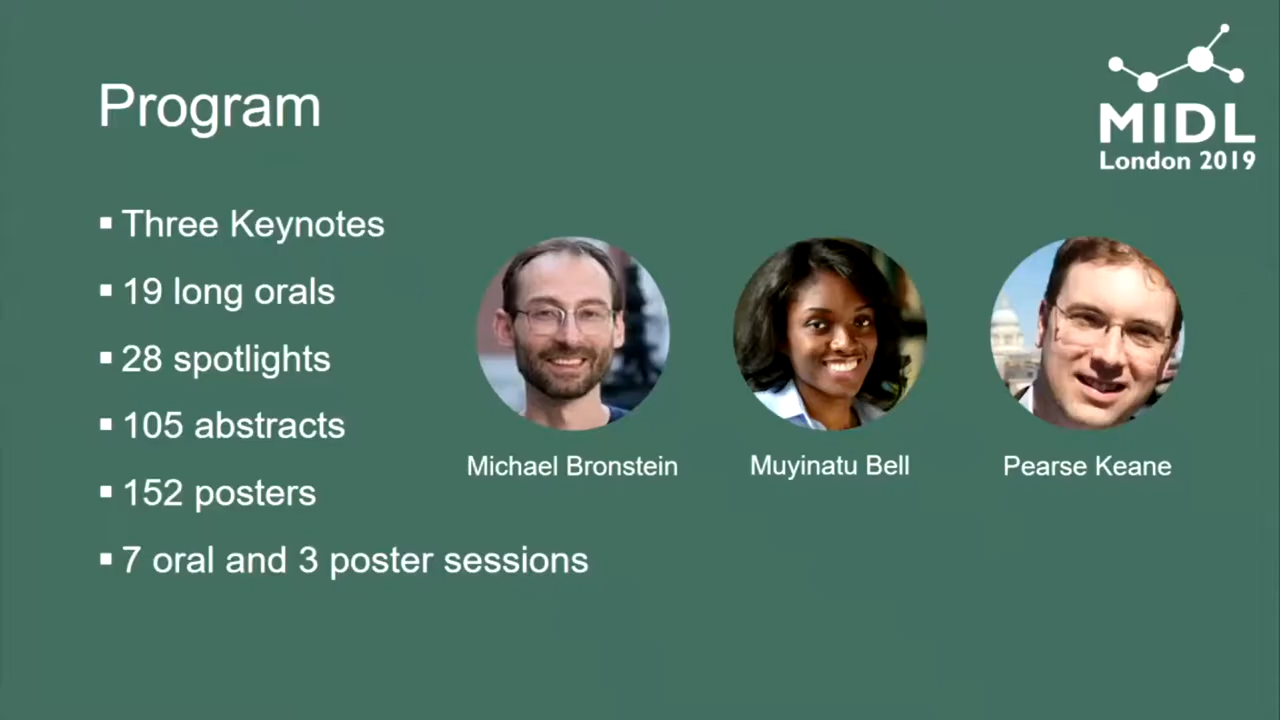 Program
MIDL
London 2019
▪ Three Keynotes
▪ 19 long orals
▪ 28 spotlights
▪ 105 abstracts
▪ 152 posters
▪ 7 oral and 3 poster sessions
Michael Bronstein
Muyinatu Bell
Pearse Keane